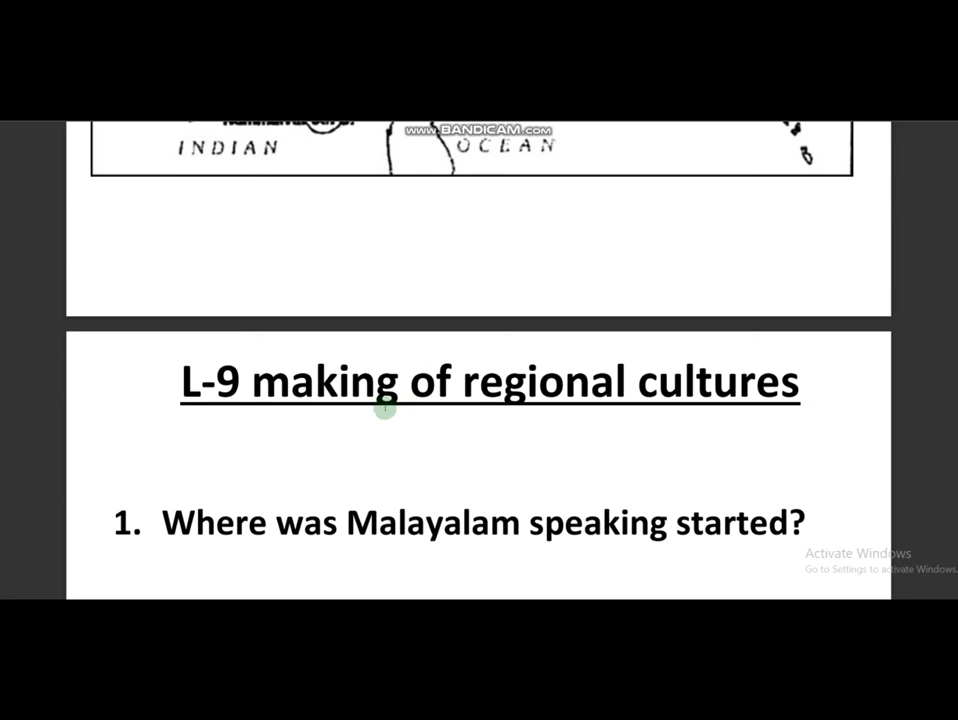 www.BANDICAM.com
INDIAN OCEAN
L-9 making of regional cultures
1. Where was Malayalam speaking started?
Activate Windows
Go to Settings to activate Windows.